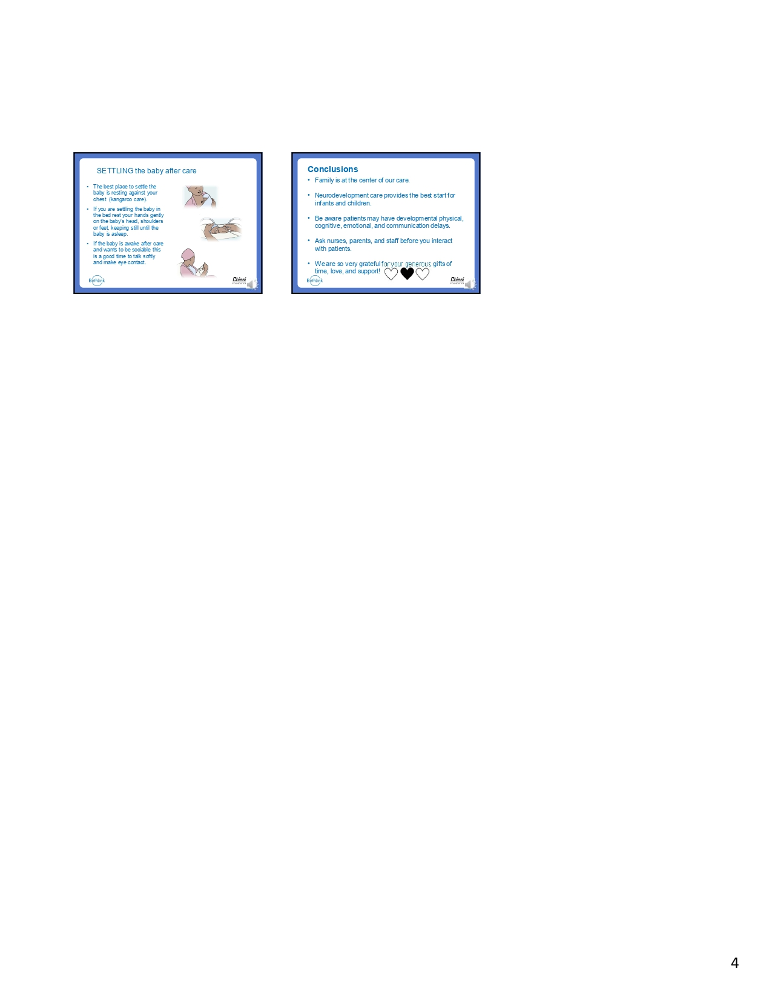 SETTLING the baby after care
• The best place to settle the
baby is resting against your
chest (kangaroo care).
• If you are settling the baby in
the bed rest your hands gently
on the baby's head, shoulders
or feet, keeping still until the
baby is asleep.
• If the baby is awake after care
and wants to be sociable this
is a good time to talk softly
and make eye contact.
BirthLink
Chiesi
FOUNDATION
Conclusions
• Family is at the center of our care.
• Neurodevelopment care provides the best start for
infants and children.
• Be aware patients may have developmental physical,
cognitive, emotional, and communication delays.
• Ask nurses, parents, and staff before you interact
with patients.
• We are so very grateful for your generous gifts of
time, love, and support!
BirthLink
Chiesi
FOUNDATION
4